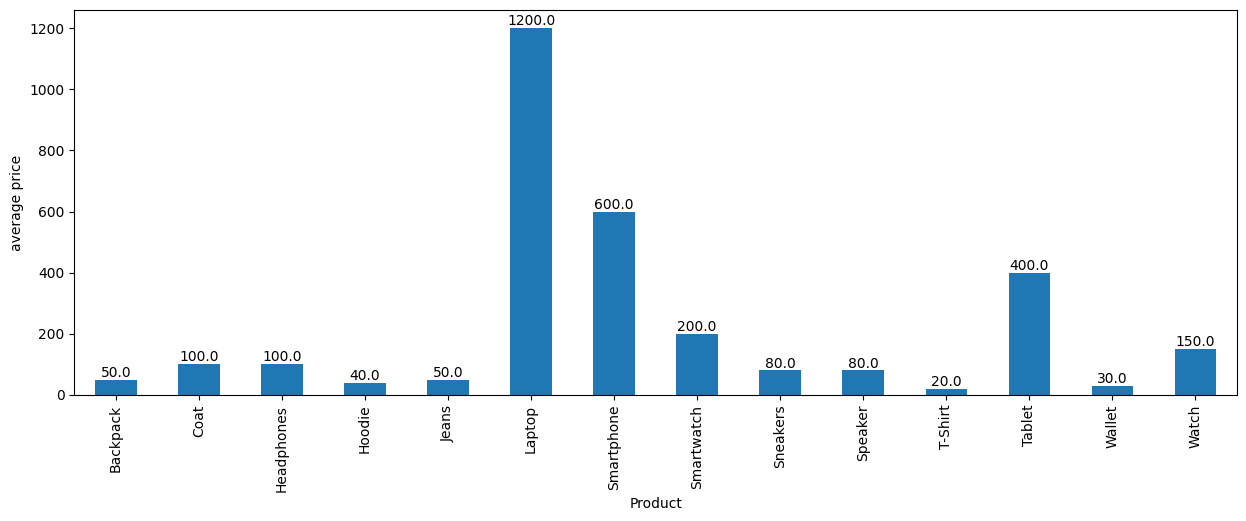 1200.0
1200
1000
800
600.0
600
400.0
400
200.0
200
150.0
100.0
100.0
80.0
80.0
50.0
50.0
40.0
30.0
20.0
0
average price
Backpack
Coat
Headphones
Hoodie
Jeans
Laptop
Smartphone
Smartwatch
Sneakers
Speaker
T-Shirt
Tablet
Wallet
Watch
Product